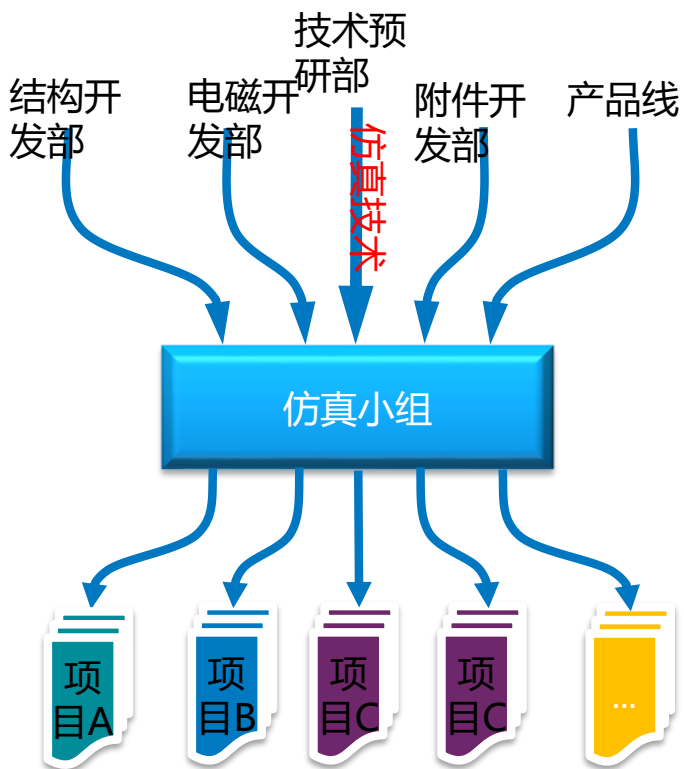 技术预
研部
结构开
发部
电磁开
发部
附件开
发部
产品线
仿真技术
仿真小组
项
目A
项
目B
项
目C
项
目C
...